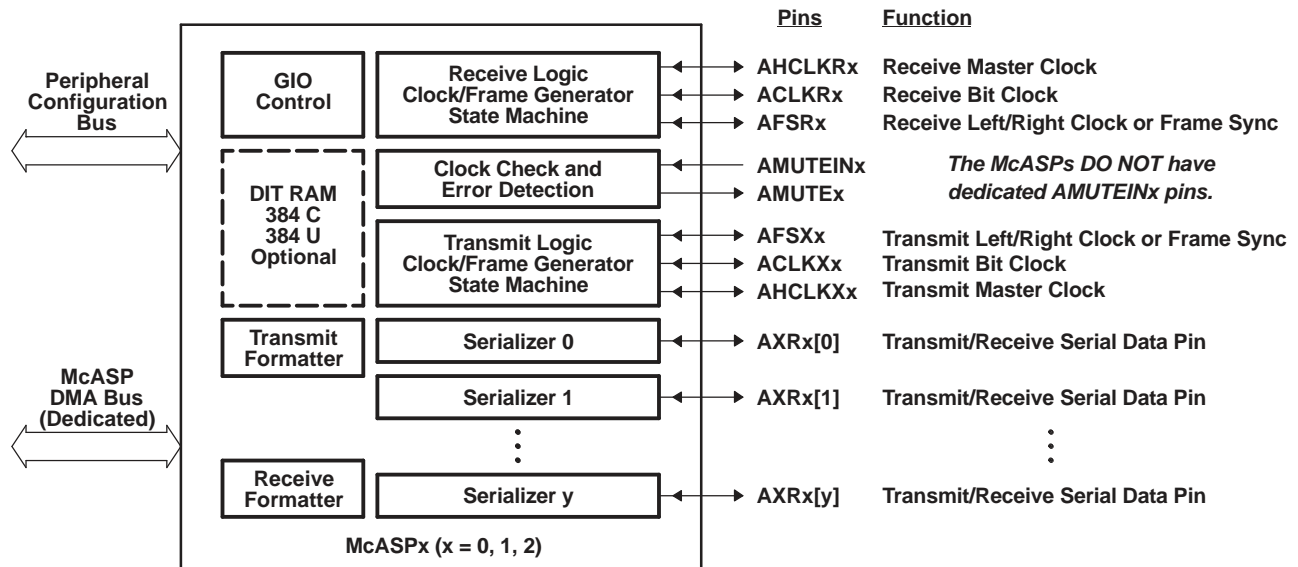 Pins Function
Peripheral
Configuration
Bus
GIO
Control
Receive Logic
Clock/Frame Generator
State Machine
AHCLKRx Receive Master Clock
ACLKRx Receive Bit Clock
AFSRx Receive Left/Right Clock or Frame Sync
DIT RAM
384 C
384 U
Optional
Clock Check and
Error Detection
AMUTEINx
AMUTEx
The McASPs DO NOT have
dedicated AMUTEINx pins.
Transmit Logic
Clock/Frame Generator
State Machine
AFSXx Transmit Left/Right Clock or Frame Sync
ACLKXx Transmit Bit Clock
AHCLKXx Transmit Master Clock
Transmit
Formatter
Serializer 0
AXRx[0] Transmit/Receive Serial Data Pin
McASP
DMA Bus
(Dedicated)
Serializer 1
AXRx[1] Transmit/Receive Serial Data Pin
Receive
Formatter
Serializer y
AXRx[y] Transmit/Receive Serial Data Pin
McASPx (x = 0, 1, 2)